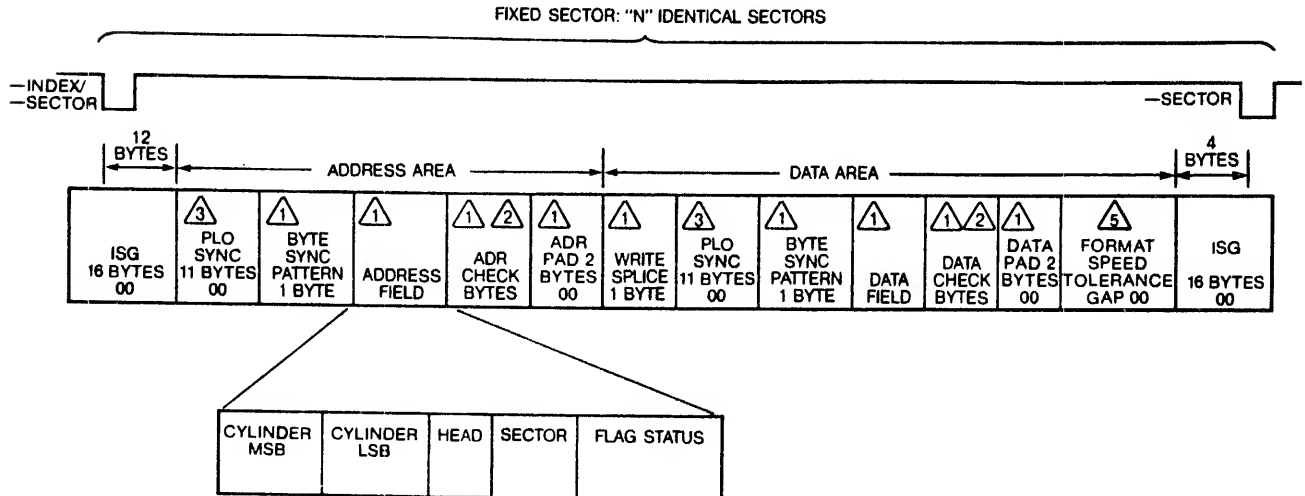 FIXED SECTOR: "N" IDENTICAL SECTORS
—INDEX/
—SECTOR
—SECTOR
12
BYTES
ADDRESS AREA
DATA AREA
4
BYTES
ISG
16 BYTES
00
3
PLO
SYNC
11 BYTES
00
1
BYTE
SYNC
PATTERN
1 BYTE
1
ADDRESS
FIELD
1 2
ADR
CHECK
BYTES
1
ADR
PAD 2
BYTES
00
1
WRITE
SPLICE
1 BYTE
3
PLO
SYNC
11 BYTES
00
1
BYTE
SYNC
PATTERN
1 BYTE
1
DATA
FIELD
1 2
DATA
CHECK
BYTES
1
DATA
PAD 2
BYTES
00
5
FORMAT
SPEED
TOLERANCE
GAP 00
ISG
16 BYTES
00
CYLINDER
MSB
CYLINDER
LSB
HEAD
SECTOR
FLAG STATUS